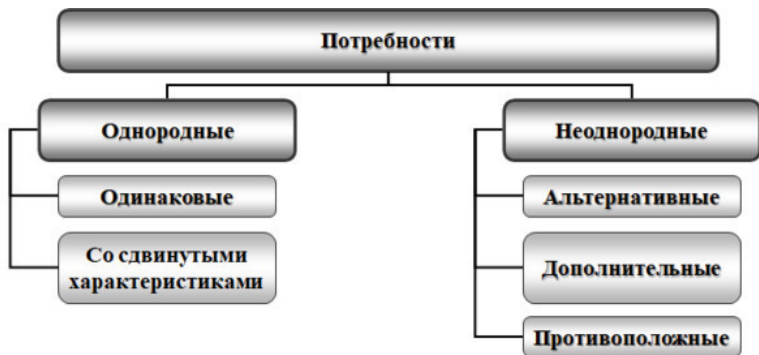 Потребности
Однородные
Одинаковые
Со сдвинутыми
характеристиками
Неоднородные
Альтернативные
Дополнительные
Противоположные